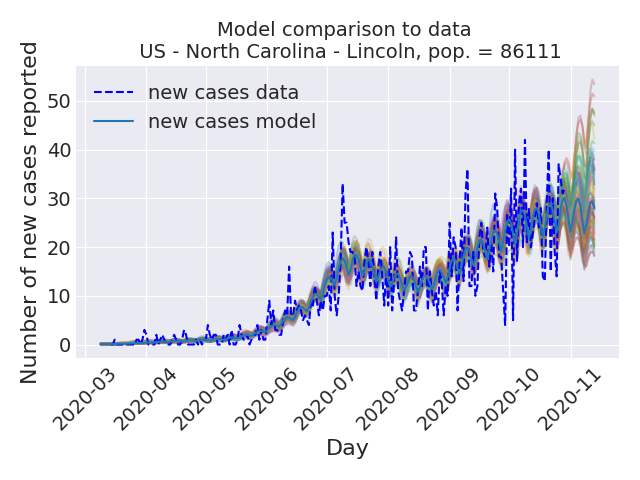 Model comparison to data
US - North Carolina - Lincoln, pop. = 86111
Number of new cases reported
50
40
30
20
10
0
new cases data
new cases model
2020-03
2020-04
2020-05
2020-06
2020-07
2020-08
2020-09
2020-10
2020-11
Day